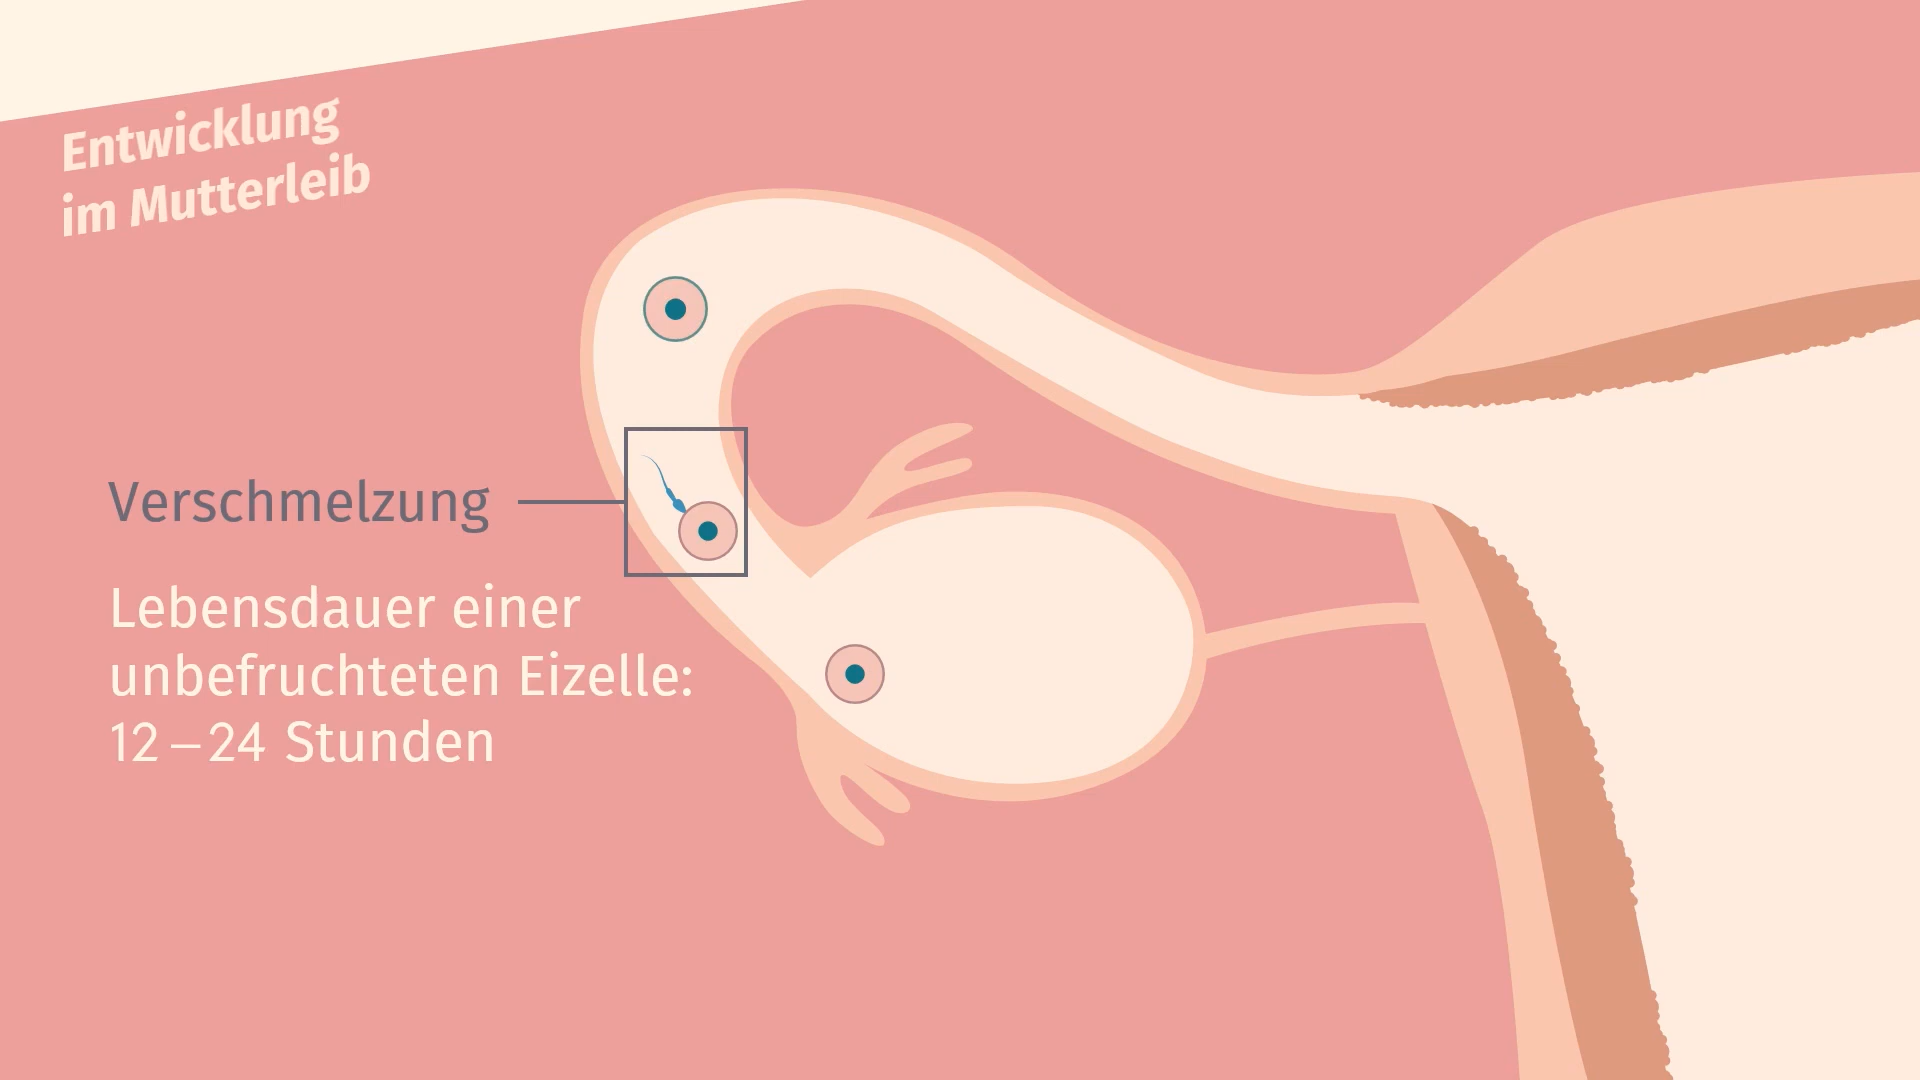 Entwicklung
im Mutterleib
Verschmelzung
Lebensdauer einer
unbefruchteten Eizelle:
12 – 24 Stunden